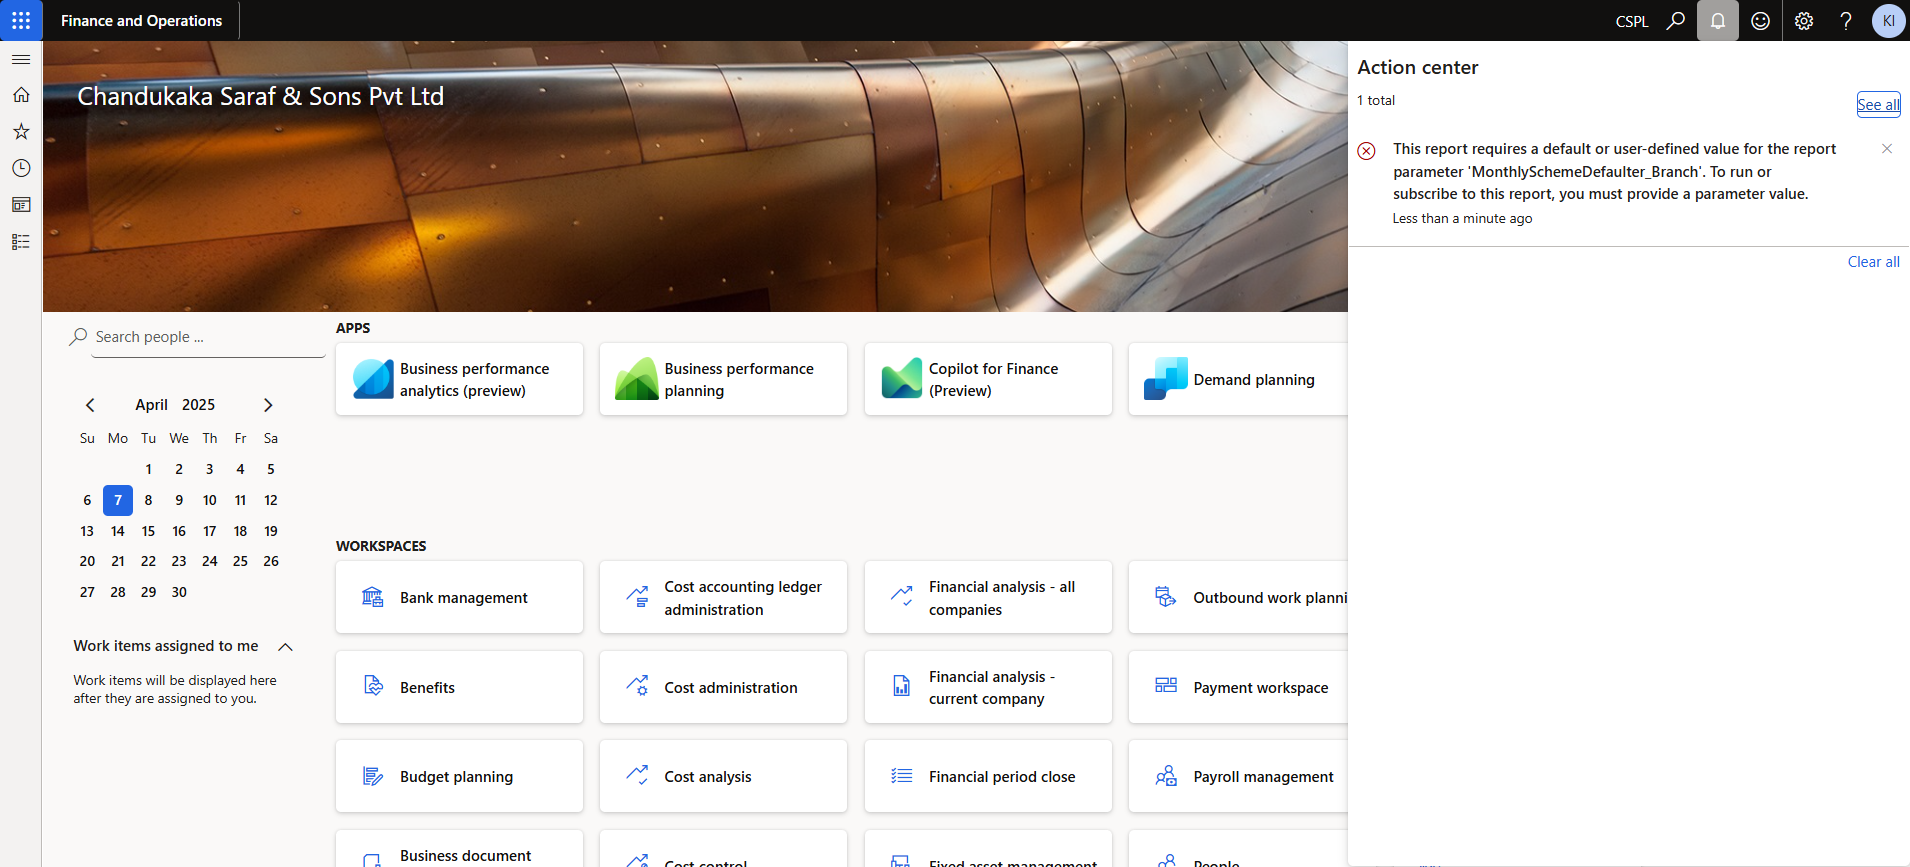 Finance and Operations
CSPL
KI
Chandukaka Saraf & Sons Pvt Ltd
Action center
1 total
See all
This report requires a default or user-defined value for the report
parameter 'MonthlySchemeDefaulter_Branch'. To run or
subscribe to this report, you must provide a parameter value.
Less than a minute ago
Clear all
Search people ...
April 2025
Su Mo Tu We Th Fr Sa
1 2 3 4 5
6 7 8 9 10 11 12
13 14 15 16 17 18 19
20 21 22 23 24 25 26
27 28 29 30
Work items assigned to me
Work items will be displayed here
after they are assigned to you.
APPS
Business performance
analytics (preview)
Business performance
planning
Copilot for Finance
(Preview)
Demand planning
WORKSPACES
Bank management
Cost accounting ledger
administration
Financial analysis - all
companies
Outbound work planni
Benefits
Cost administration
Financial analysis -
current company
Payment workspace
Budget planning
Cost analysis
Financial period close
Payroll management
Business document
Cost control
Fixed asset management
People